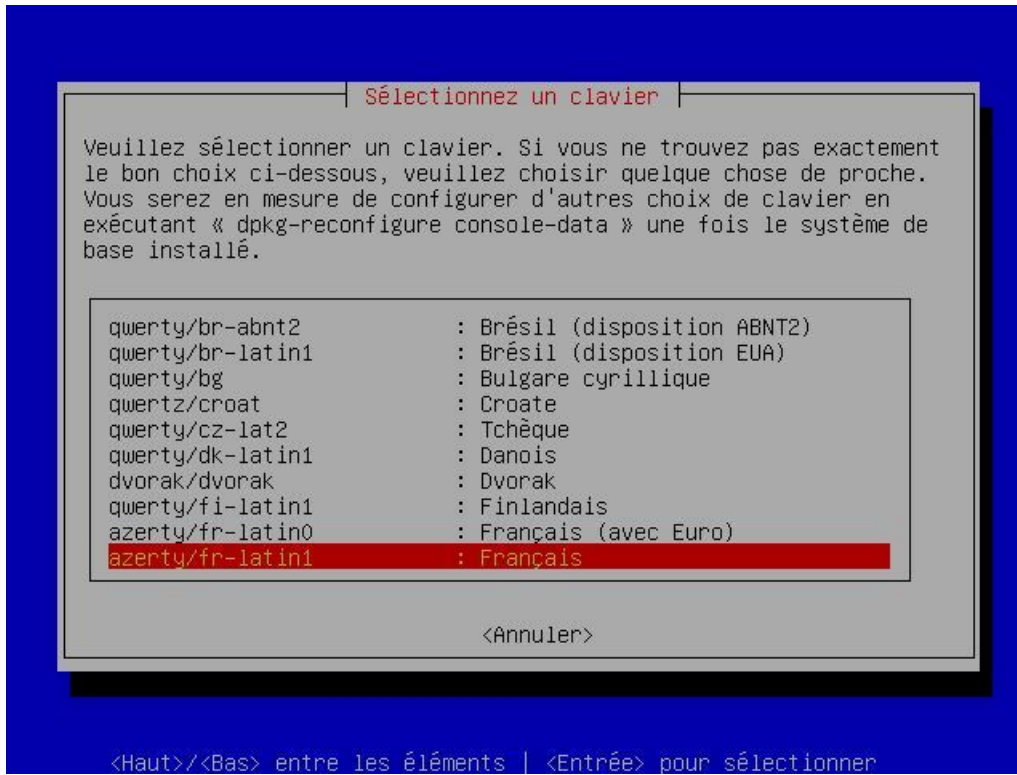 Sélectionnez un clavier
Veuillez sélectionner un clavier. Si vous ne trouvez pas exactement
le bon choix ci-dessous, veuillez choisir quelque chose de proche.
Vous serez en mesure de configurer d'autres choix de clavier en
exécutant « dpkg-reconfigure console-data » une fois le système de
base installé.
qwerty/br-abnt2 : Brésil (disposition ABNT2)
qwerty/br-latin1 : Brésil (disposition EUA)
qwerty/bg : Bulgare cyrillique
qwertz/croat : Croate
qwerty/cz-lat2 : Tchèque
qwerty/dk-latin1 : Danois
dvorak/dvorak : Dvorak
qwerty/fi-latin1 : Finlandais
azerty/fr-latin0 : Français (avec Euro)
azerty/fr-latin1 : Français
<Annuler>
<Haut>/<Bas> entre les éléments | <Entrée> pour sélectionner